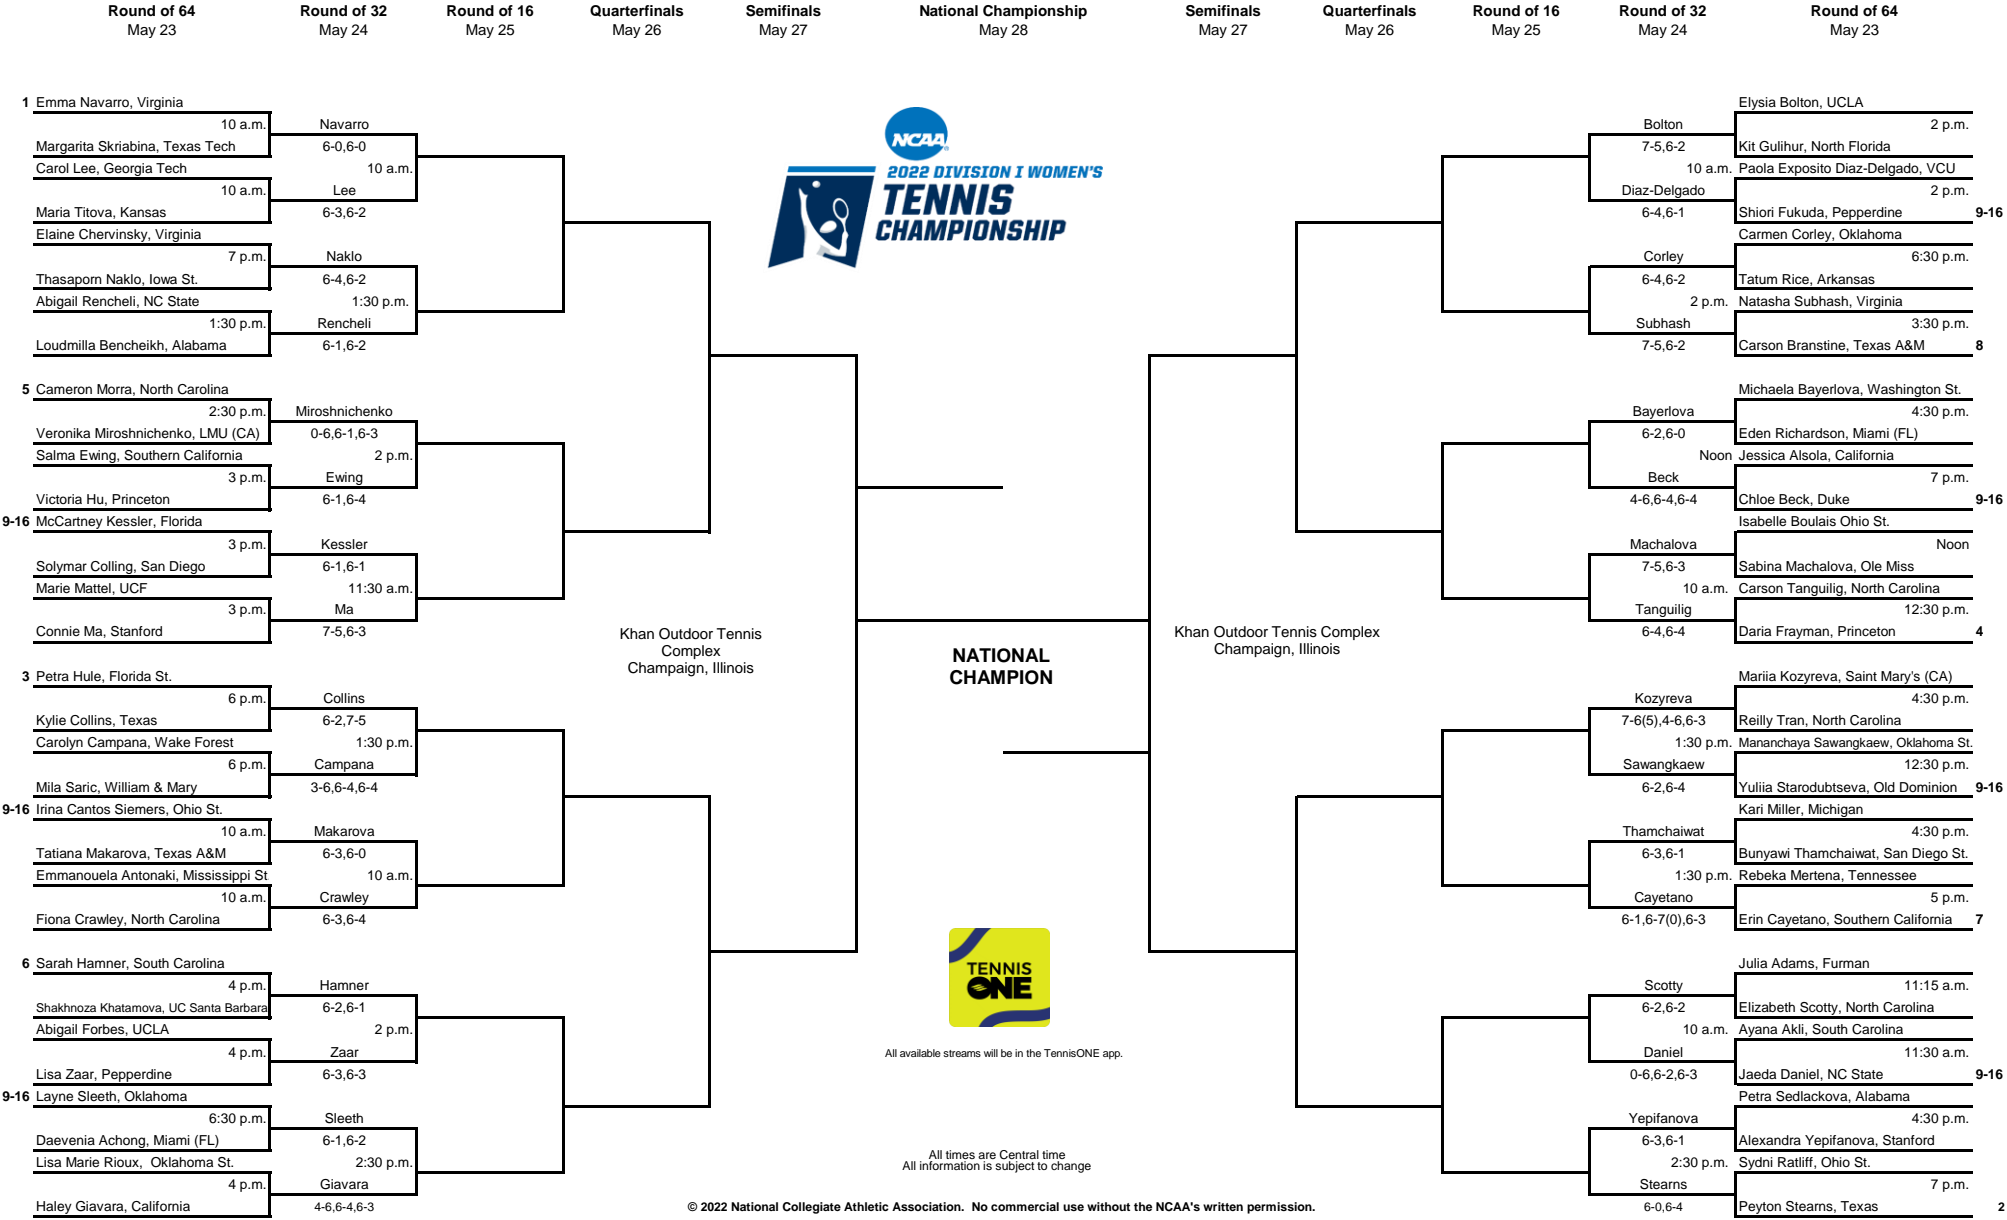 Round of 64
May 23
Round of 32
May 24
Round of 16
May 25
Quarterfinals
May 26
Semifinals
May 27
National Championship
May 28
Semifinals
May 27
Quarterfinals
May 26
Round of 16
May 25
Round of 32
May 24
Round of 64
May 23
1 Emma Navarro, Virginia
10 a.m.
Margarita Skriabina, Texas Tech
Carol Lee, Georgia Tech
10 a.m.
Maria Titova, Kansas
Elaine Chervinsky, Virginia
7 p.m.
Thasaporn Naklo, Iowa St.
Abigail Rencheli, NC State
1:30 p.m.
Loudmilla Bencheikh, Alabama
5 Cameron Morra, North Carolina
2:30 p.m.
Veronika Miroshnichenko, LMU (CA)
Salma Ewing, Southern California
3 p.m.
Victoria Hu, Princeton
9-16 McCartney Kessler, Florida
3 p.m.
Solymar Colling, San Diego
Marie Mattel, UCF
3 p.m.
Connie Ma, Stanford
3 Petra Hule, Florida St.
6 p.m.
Kylie Collins, Texas
Carolyn Campana, Wake Forest
6 p.m.
Mila Saric, William & Mary
9-16 Irina Cantos Siemers, Ohio St.
10 a.m.
Tatiana Makarova, Texas A&M
Emmanouela Antonaki, Mississippi St
10 a.m.
Fiona Crawley, North Carolina
6 Sarah Hamner, South Carolina
4 p.m.
Shakhnoza Khatamova, UC Santa Barbara
Abigail Forbes, UCLA
4 p.m.
Lisa Zaar, Pepperdine
9-16 Layne Sleeth, Oklahoma
6:30 p.m.
Daevenia Achong, Miami (FL)
Lisa Marie Rioux, Oklahoma St.
4 p.m.
Haley Giavara, California
Navarro
6-0,6-0
10 a.m.
Lee
6-3,6-2
Naklo
6-4,6-2
1:30 p.m.
Rencheli
6-1,6-2
Miroshnichenko
0-6,6-1,6-3
2 p.m.
Ewing
6-1,6-4
Kessler
6-1,6-1
11:30 a.m.
Ma
7-5,6-3
Collins
6-2,7-5
1:30 p.m.
Campana
3-6,6-4,6-4
Makarova
6-3,6-0
10 a.m.
Crawley
6-3,6-4
Hamner
6-2,6-1
2 p.m.
Zaar
6-3,6-3
Sleeth
6-1,6-2
2:30 p.m.
Giavara
4-6,6-4,6-3
Khan Outdoor Tennis
Complex
Champaign, Illinois
NCAA
2022 DIVISION I WOMEN'S
TENNIS
CHAMPIONSHIP
NATIONAL
CHAMPION
TENNIS
ONE
All available streams will be in the TennisONE app.
All times are Central time
All information is subject to change
© 2022 National Collegiate Athletic Association. No commercial use without the NCAA's written permission.
Khan Outdoor Tennis Complex
Champaign, Illinois
Bolton
7-5,6-2
10 a.m.
Diaz-Delgado
6-4,6-1
Corley
6-4,6-2
2 p.m.
Subhash
7-5,6-2
Bayerlova
6-2,6-0
Noon
Beck
4-6,6-4,6-4
Machalova
7-5,6-3
10 a.m.
Tanguilig
6-4,6-4
Kozyreva
7-6(5),4-6,6-3
1:30 p.m.
Sawangkaew
6-2,6-4
Thamchaiwat
6-3,6-1
1:30 p.m.
Cayetano
6-1,6-7(0),6-3
Scotty
6-2,6-2
10 a.m.
Daniel
0-6,6-2,6-3
Yepifanova
6-3,6-1
2:30 p.m.
Stearns
6-0,6-4
Elysia Bolton, UCLA
2 p.m.
Kit Gulihur, North Florida
Paola Exposito Diaz-Delgado, VCU
2 p.m.
Shiori Fukuda, Pepperdine 9-16
Carmen Corley, Oklahoma
6:30 p.m.
Tatum Rice, Arkansas
Natasha Subhash, Virginia
3:30 p.m.
Carson Branstine, Texas A&M 8
Michaela Bayerlova, Washington St.
4:30 p.m.
Eden Richardson, Miami (FL)
Jessica Alsola, California
7 p.m.
Chloe Beck, Duke 9-16
Isabelle Boulais Ohio St.
Noon
Sabina Machalova, Ole Miss
Carson Tanguilig, North Carolina
12:30 p.m.
Daria Frayman, Princeton 4
Mariia Kozyreva, Saint Mary's (CA)
4:30 p.m.
Reilly Tran, North Carolina
Mananchaya Sawangkaew, Oklahoma St.
12:30 p.m.
Yuliia Starodubtseva, Old Dominion 9-16
Kari Miller, Michigan
4:30 p.m.
Bunyawi Thamchaiwat, San Diego St.
Rebeka Mertena, Tennessee
5 p.m.
Erin Cayetano, Southern California 7
Julia Adams, Furman
11:15 a.m.
Elizabeth Scotty, North Carolina
Ayana Akli, South Carolina
11:30 a.m.
Jaeda Daniel, NC State 9-16
Petra Sedlackova, Alabama
4:30 p.m.
Alexandra Yepifanova, Stanford
Sydni Ratliff, Ohio St.
7 p.m.
Peyton Stearns, Texas 2